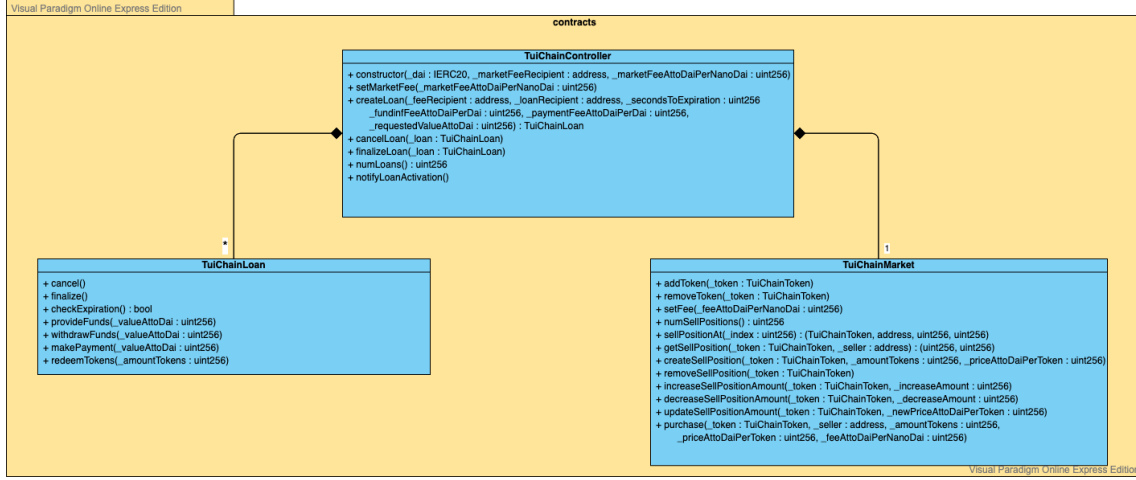 Visual Paradigm Online Express Edition
contracts
TuiChainController
+ constructor(_dai : IERC20, _marketFeeRecipient : address, _marketFeeAttoDaiPerNanoDai : uint256)
+ setMarketFee(_marketFeeAttoDaiPerNanoDai : uint256)
+ createLoan(_feeRecipient : address, _loanRecipient : address, _secondsToExpiration : uint256
_fundinfFeeAttoDaiPerDai : uint256, _paymentFeeAttoDaiPerDai : uint256,
_requestedValueAttoDai : uint256) : TuiChainLoan
+ cancelLoan(_loan : TuiChainLoan)
+ finalizeLoan(_loan : TuiChainLoan)
+ numLoans() : uint256
+ notifyLoanActivation()
*
1
TuiChainLoan
+ cancel()
+ finalize()
+ checkExpiration() : bool
+ provideFunds(_valueAttoDai : uint256)
+ withdrawFunds(_valueAttoDai : uint256)
+ makePayment(_valueAttoDai : uint256)
+ redeemTokens(_amountTokens : uint256)
TuiChainMarket
+ addToken(_token : TuiChainToken)
+ removeToken(_token : TuiChainToken)
+ setFee(_feeAttoDaiPerNanoDai : uint256)
+ numSellPositions() : uint256
+ sellPositionAt(_index : uint256) : (TuiChainToken, address, uint256, uint256)
+ getSellPosition(_token : TuiChainToken, _seller : address) : (uint256, uint256)
+ createSellPosition(_token : TuiChainToken, _amountTokens : uint256, _priceAttoDaiPerToken : uint256)
+ removeSellPosition(_token : TuiChainToken)
+ increaseSellPositionAmount(_token : TuiChainToken, _increaseAmount : uint256)
+ decreaseSellPositionAmount(_token : TuiChainToken, _decreaseAmount : uint256)
+ updateSellPositionAmount(_token : TuiChainToken, _newPriceAttoDaiPerToken : uint256)
+ purchase(_token : TuiChainToken, _seller : address, _amountTokens : uint256,
_priceAttoDaiPerToken : uint256, _feeAttoDaiPerNanoDai : uint256)
Visual Paradigm Online Express Edition